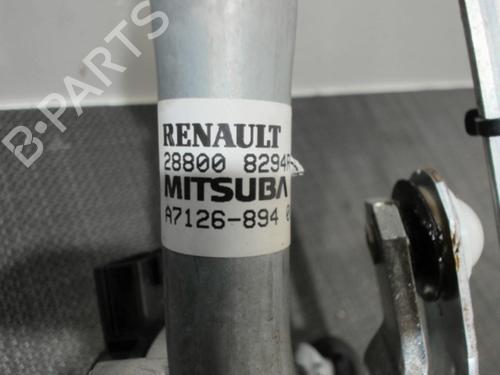 B-PARTS
RENAULT
28800 8294R
MITSUBA
A7126-894